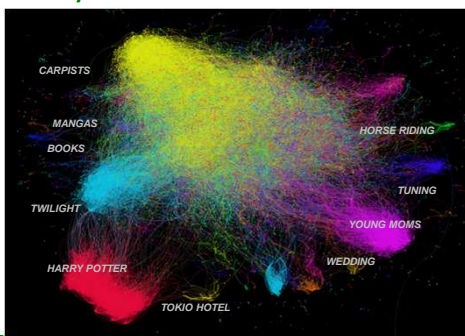 CARPISTS
MANGAS
HORSE RIDING
BOOKS
TUNING
TWILIGHT
YOUNG MOMS
WEDDING
HARRY POTTER
TOKIO HOTEL